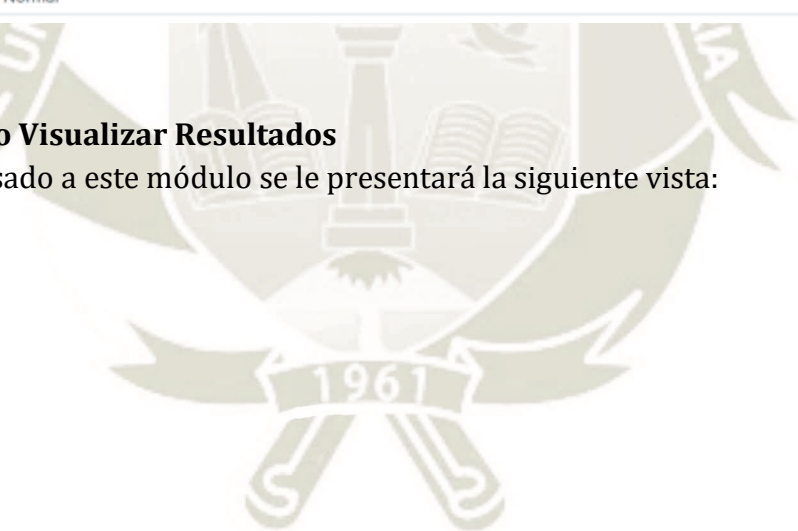 o Visualizar Resultados
sado a este módulo se le presentará la siguiente vista:
1961